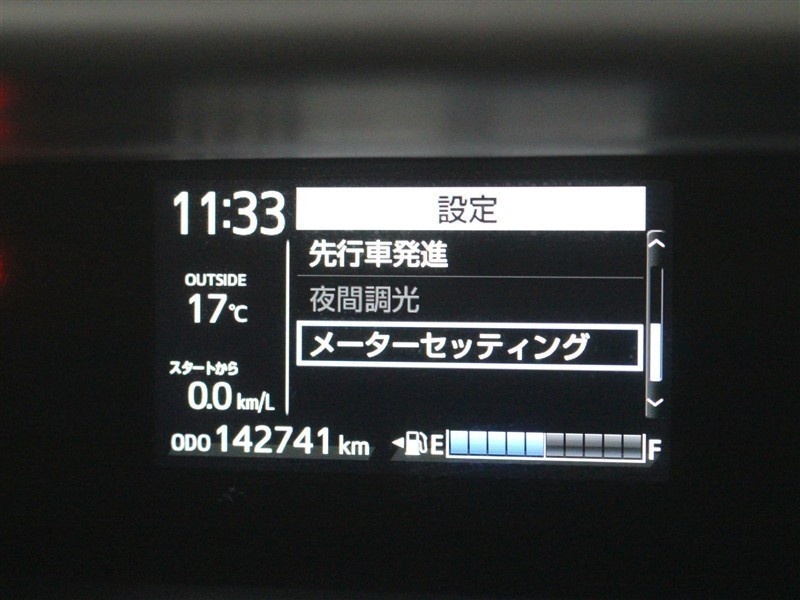 11:33
設定
先行車発進
OUTSIDE
17℃
夜間調光
メーターセッティング
スタートから
0.0 km/L
ODO 142741 km
E F